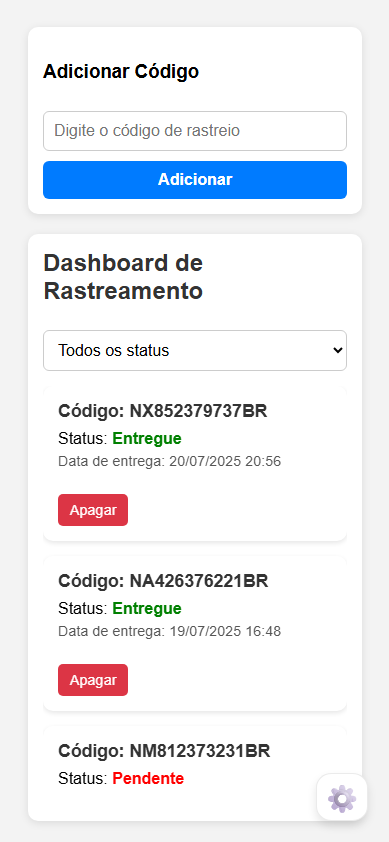 Adicionar Código
Digite o código de rastreio
Adicionar
Dashboard de
Rastreamento
Todos os status
Código: NX852379737BR
Status: Entregue
Data de entrega: 20/07/2025 20:56
Apagar
Código: NA426376221BR
Status: Entregue
Data de entrega: 19/07/2025 16:48
Apagar
Código: NM812373231BR
Status: Pendente